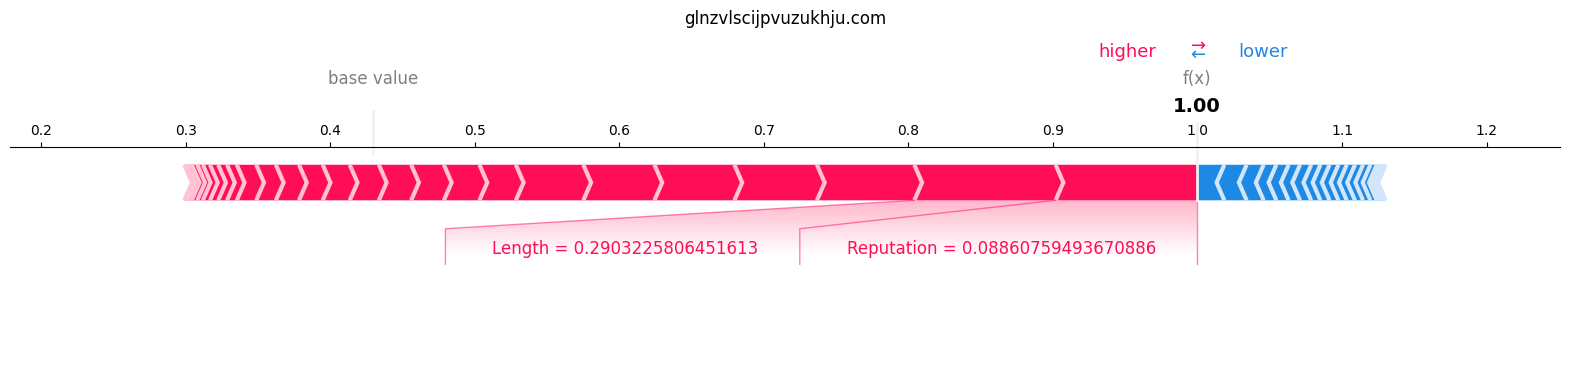 glnzvlscijpvuzukhju.com
higher → ← lower
base value f(x)
1.00
0.2 0.3 0.4 0.5 0.6 0.7 0.8 0.9 1.0 1.1 1.2
Length = 0.2903225806451613 Reputation = 0.08860759493670886